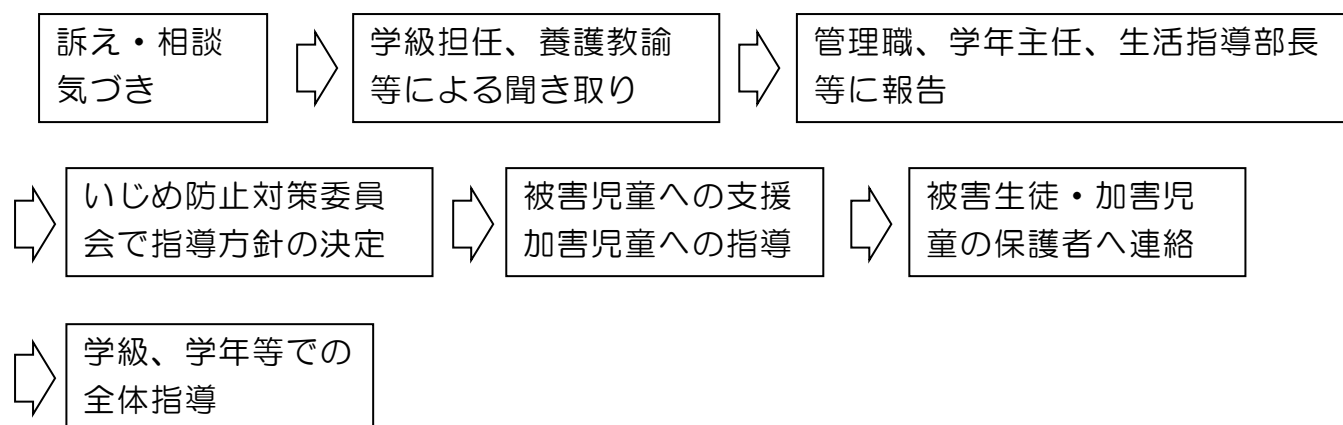 訴え・相談
気づき
学級担任、養護教諭
等による聞き取り
管理職、学年主任、生活指導部長
等に報告
いじめ防止対策委員
会で指導方針の決定
被害児童への支援
加害児童への指導
被害生徒・加害児
童の保護者へ連絡
学級、学年等での
全体指導